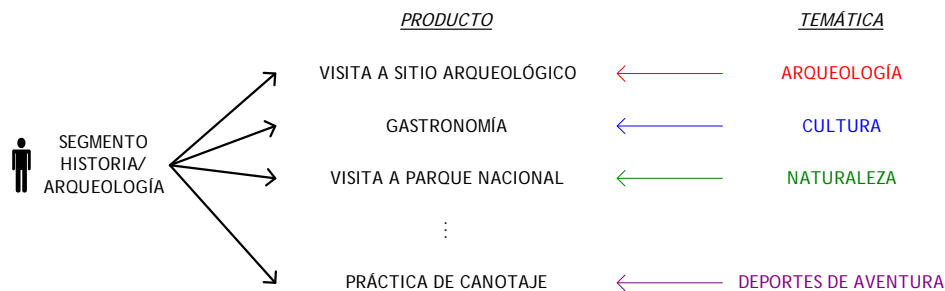 PRODUCTO TEMÁTICA
VISITA A SITIO ARQUEOLÓGICO ARQUEOLOGÍA
SEGMENTO
HISTORIA/
ARQUEOLOGÍA
GASTRONOMÍA CULTURA
VISITA A PARQUE NACIONAL NATURALEZA
⋮
PRÁCTICA DE CANOTAJE DEPORTES DE AVENTURA